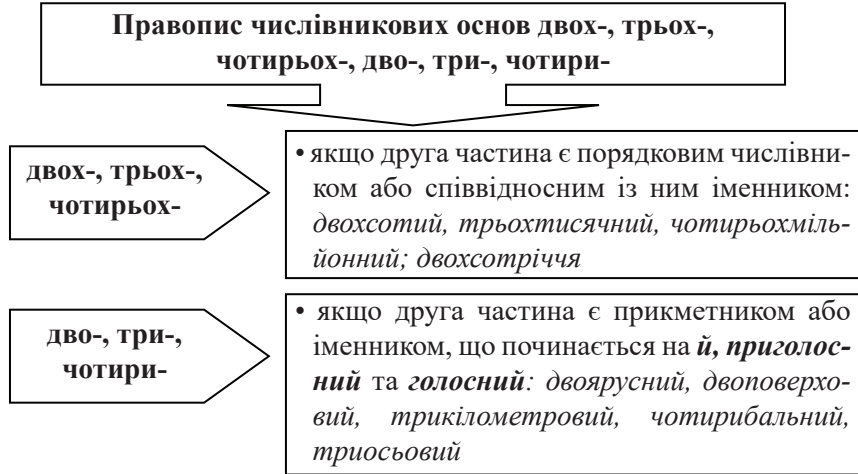 Правопис числівникових основ двох-, трьох-,
чотирьох-, дво-, три-, чотири-
двох-, трьох-,
чотирьох-
• якщо друга частина є порядковим числівни-
ком або співвідносним із ним іменником:
двохсотий, трьохтисячний, чотирьохміль-
йонний; двохсотріччя
дво-, три-,
чотири-
• якщо друга частина є прикметником або
іменником, що починається на й, приголос-
ний та голосний: двоярусний, двоповерхо-
вий, трикілометровий, чотирибальний,
триосьовий